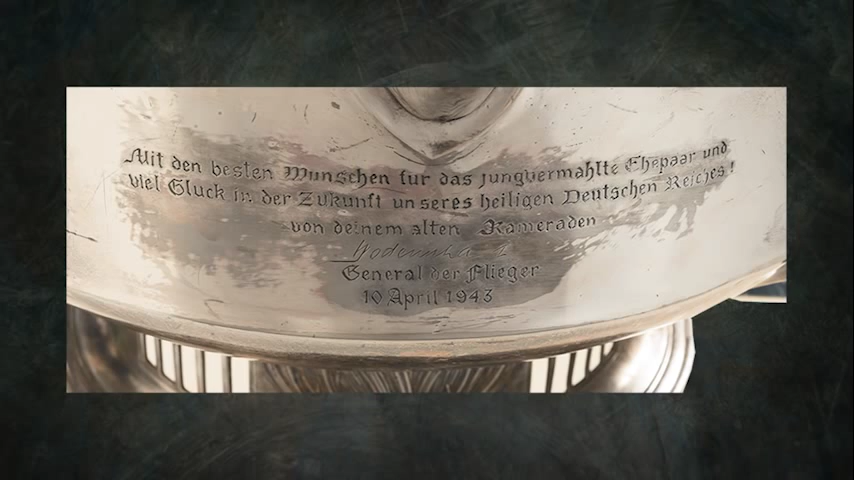 Mit den besten Wunschen fur das jungvermahlte Ehepaar und
viel Gluck in der Zukunft unseres heiligen Deutschen Reiches!
von deinem alten Kameraden
General der Flieger
10 April 1943